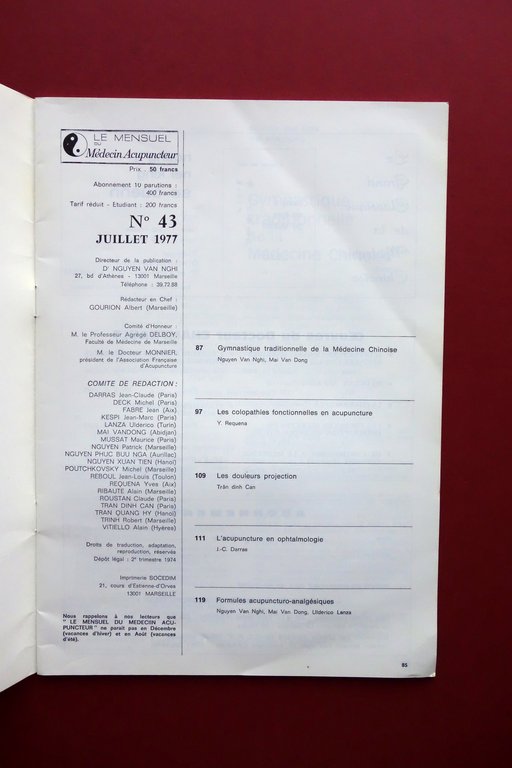 LE MENSUEL
DU
Médecin Acupuncteur
Prix : 50 francs
Abonnement 10 parutions :
400 francs
Tarif réduit - Etudiant : 200 francs
N° 43
JUILLET 1977
Directeur de la publication :
Dr NGUYEN VAN NGHI
27, bd d'Athènes - 13001 Marseille
Téléphone : 39.72.88
Rédacteur en Chef :
GOURION Albert (Marseille)
Comité d'Honneur :
M. le Professeur Agrégé DELBOY,
Faculté de Médecine de Marseille
M. le Docteur MONNIER,
président de l'Association Française
d'Acupuncture
COMITE DE REDACTION :
DARRAS Jean-Claude (Paris)
DECK Michel (Paris)
FABRE Jean (Aix)
KESPI Jean-Marc (Paris)
LANZA Ulderico (Turin)
MAI VANDONG (Abidjan)
MUSSAT Maurice (Paris)
NGUYEN Patrick (Marseille)
NGUYEN PHUC BUU NGA (Aurillac)
NGUYEN XUAN TIEN (Hanoï)
POUTCHKOVSKY Michel (Marseille)
REBOUL Jean-Louis (Toulon)
REQUENA Yves (Aix)
RIBAUTE Alain (Marseille)
ROUSTAN Claude (Paris)
TRAN DINH CAN (Paris)
TRAN QUANG HY (Hanoï)
TRINH Robert (Marseille)
VITIELLO Alain (Hyères)
Droits de traduction, adaptation,
reproduction, réservés
Dépôt légal : 2e trimestre 1974
Imprimerie SOCEDIM
21, cours d'Estienne-d'Orves
13001 MARSEILLE
Nous rappelons à nos lecteurs que
" LE MENSUEL DU MEDECIN ACU-
PUNCTEUR" ne paraît pas en Décembre
(vacances d'hiver) et en Août (vacances
d'été).
87 Gymnastique traditionnelle de la Médecine Chinoise
Nguyen Van Nghi, Mai Van Dong
97 Les colopathies fonctionnelles en acupuncture
Y. Requena
109 Les douleurs projection
Trân dinh Can
111 L'acupuncture en ophtalmologie
J.-C. Darras
119 Formules acupuncturo-analgésiques
Nguyen Van Nghi, Mai Van Dong, Ulderico Lanza
85